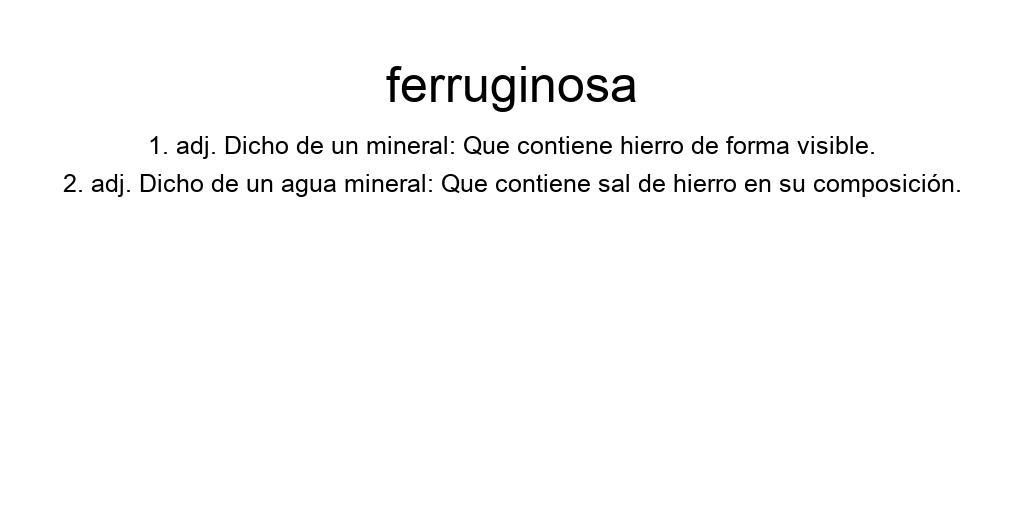 ferruginosa
1. adj. Dicho de un mineral: Que contiene hierro de forma visible.
2. adj. Dicho de un agua mineral: Que contiene sal de hierro en su composición.